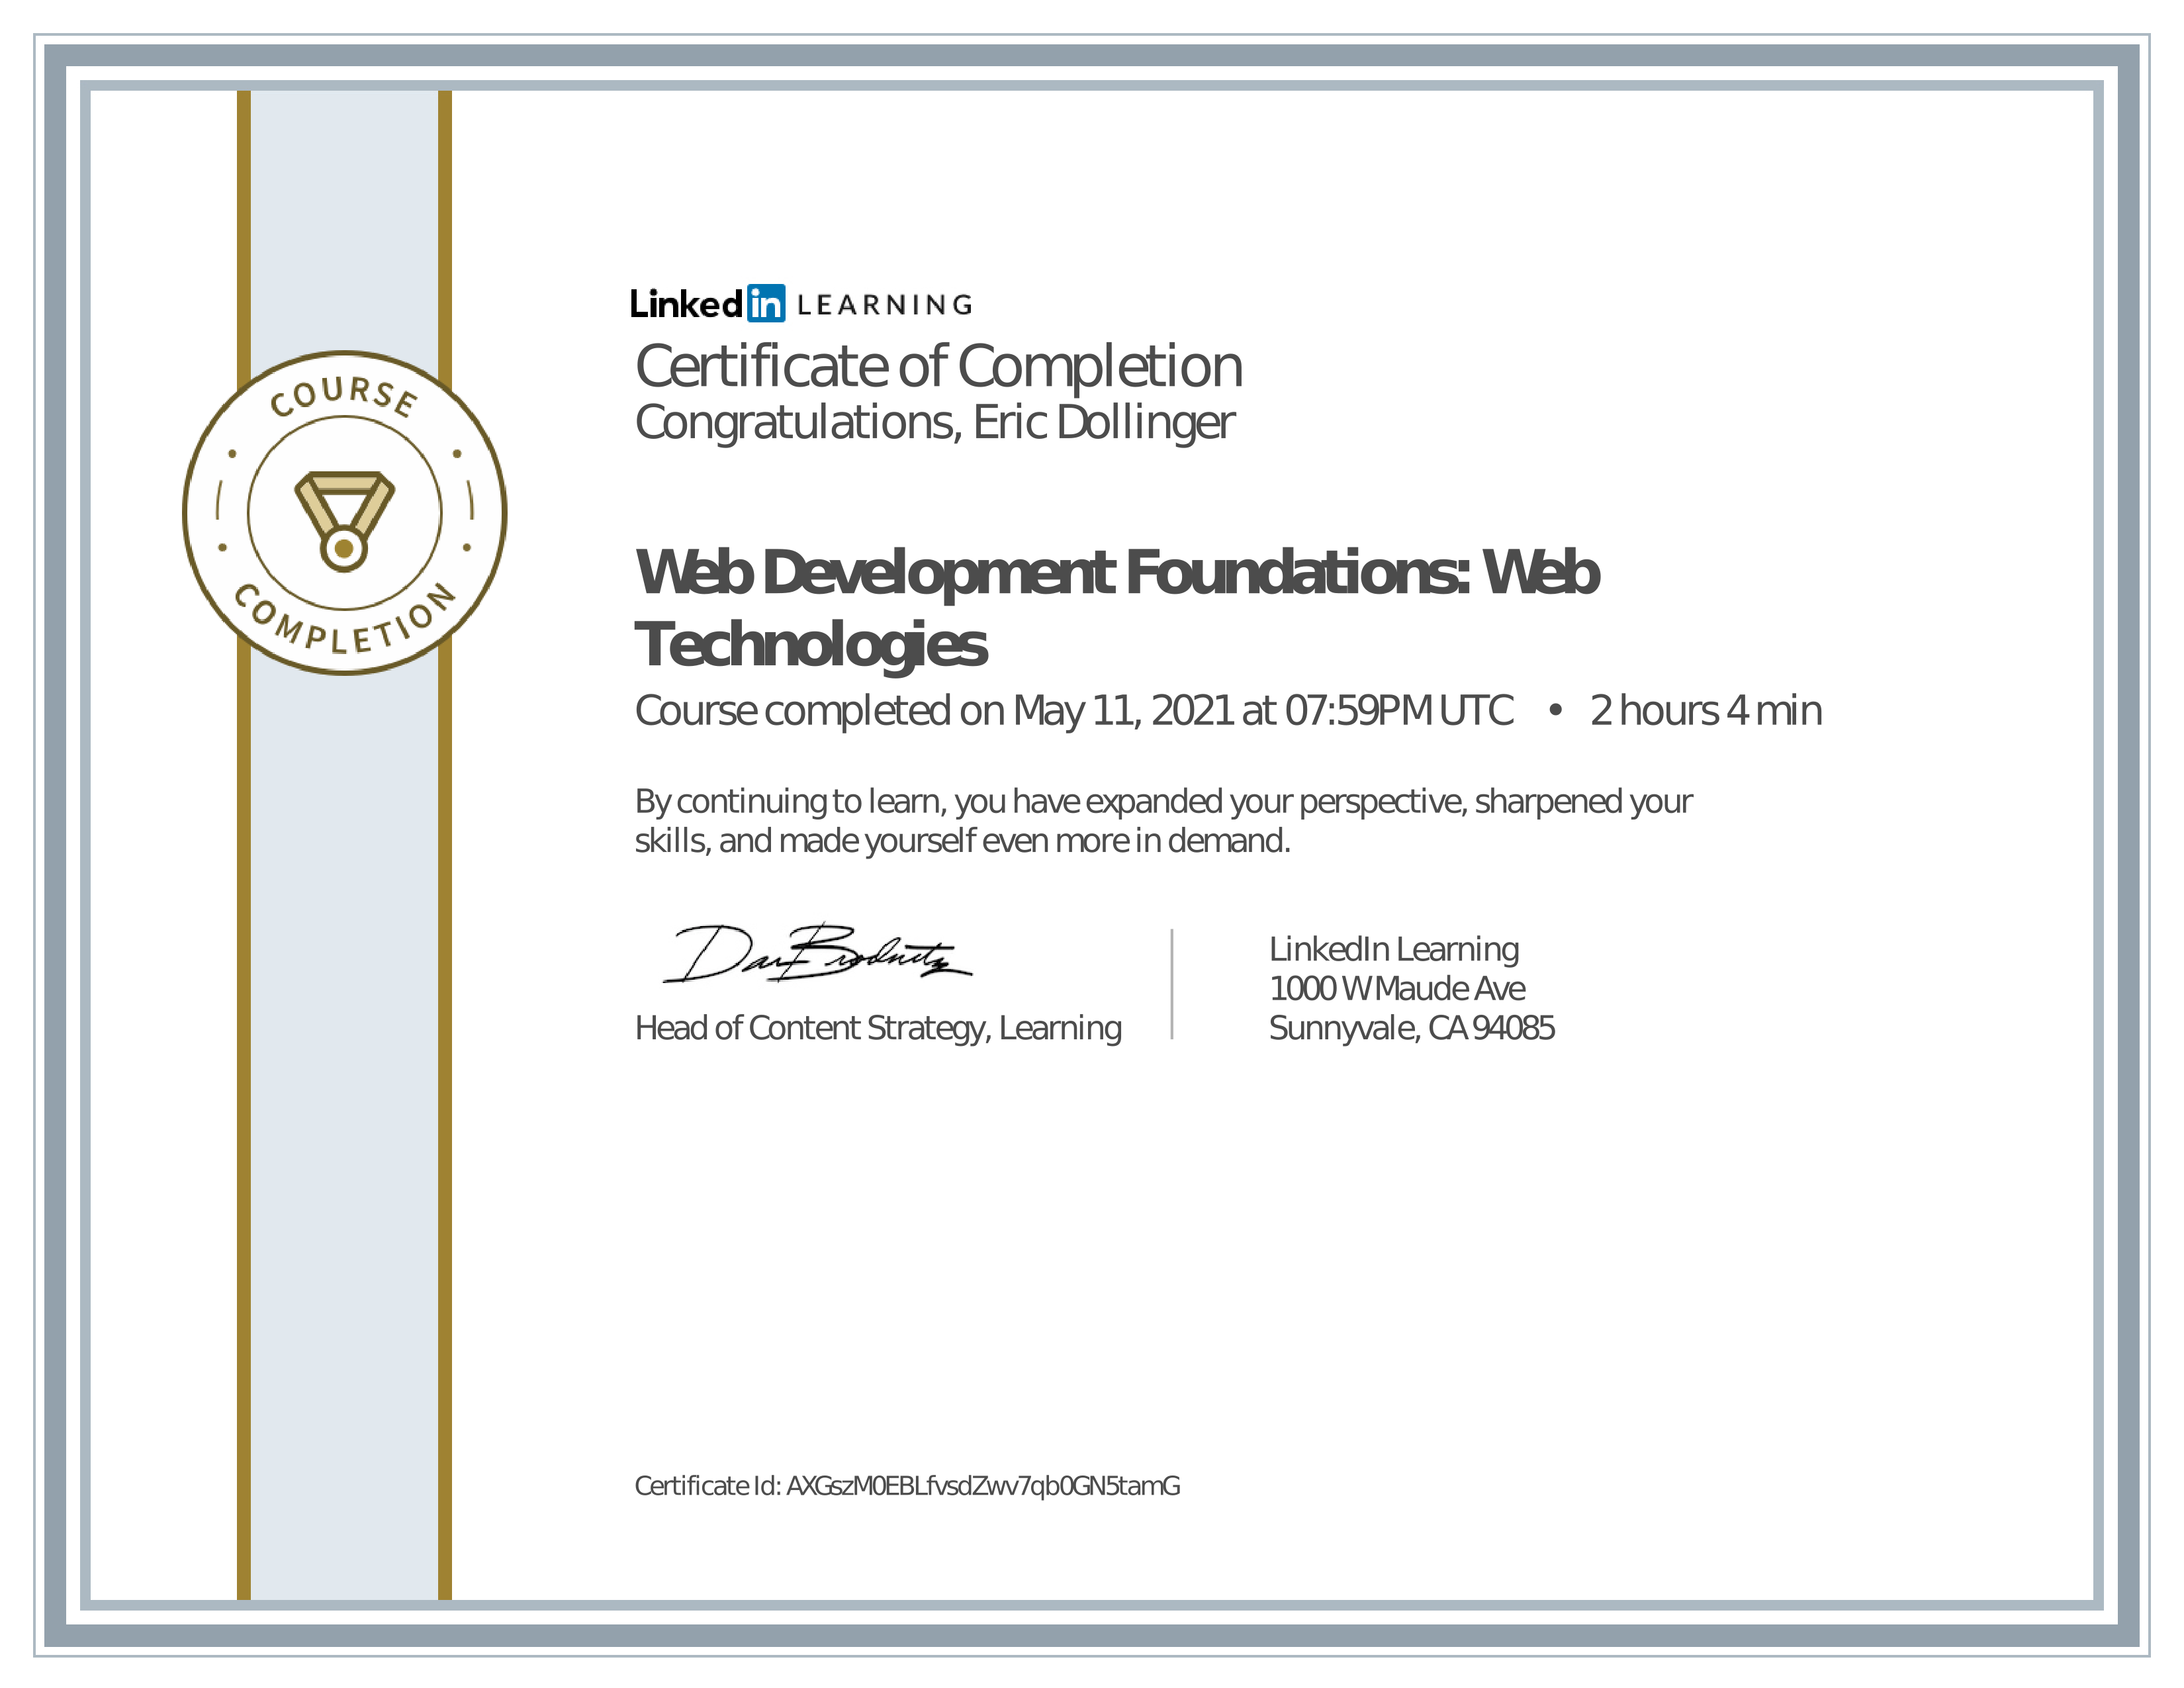 COURSE
COMPLETION
Linked in LEARNING
Certificate of Completion
Congratulations, Eric Dollinger
Web Development Foundations: Web
Technologies
Course completed on May 11, 2021 at 07:59PM UTC • 2 hours 4 min
By continuing to learn, you have expanded your perspective, sharpened your
skills, and made yourself even more in demand.
Head of Content Strategy, Learning
LinkedIn Learning
1000 W Maude Ave
Sunnyvale, CA 94085
Certificate Id: AXGszM0EBLfvsdZwv7qb0GN5tamG